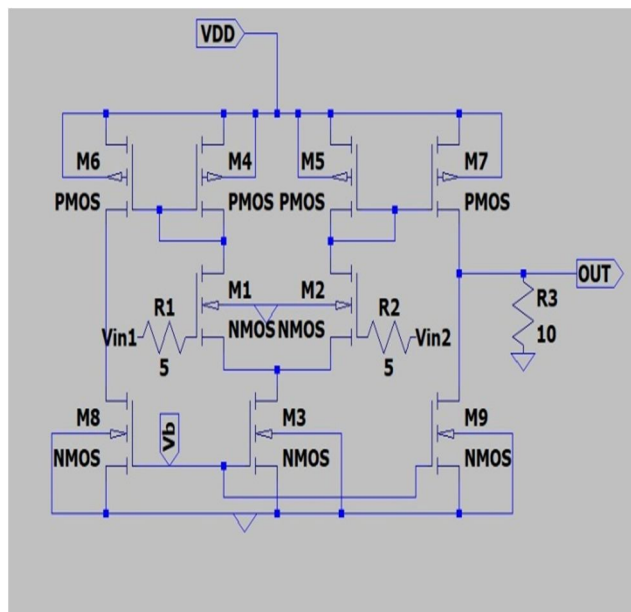 VDD
M6
M4
M5
M7
PMOS
PMOS
PMOS
PMOS
OUT
M1
M2
R1
R2
R3
Vin1
NMOS
NMOS
Vin2
10
5
5
M8
Vb
M3
M9
NMOS
NMOS
NMOS